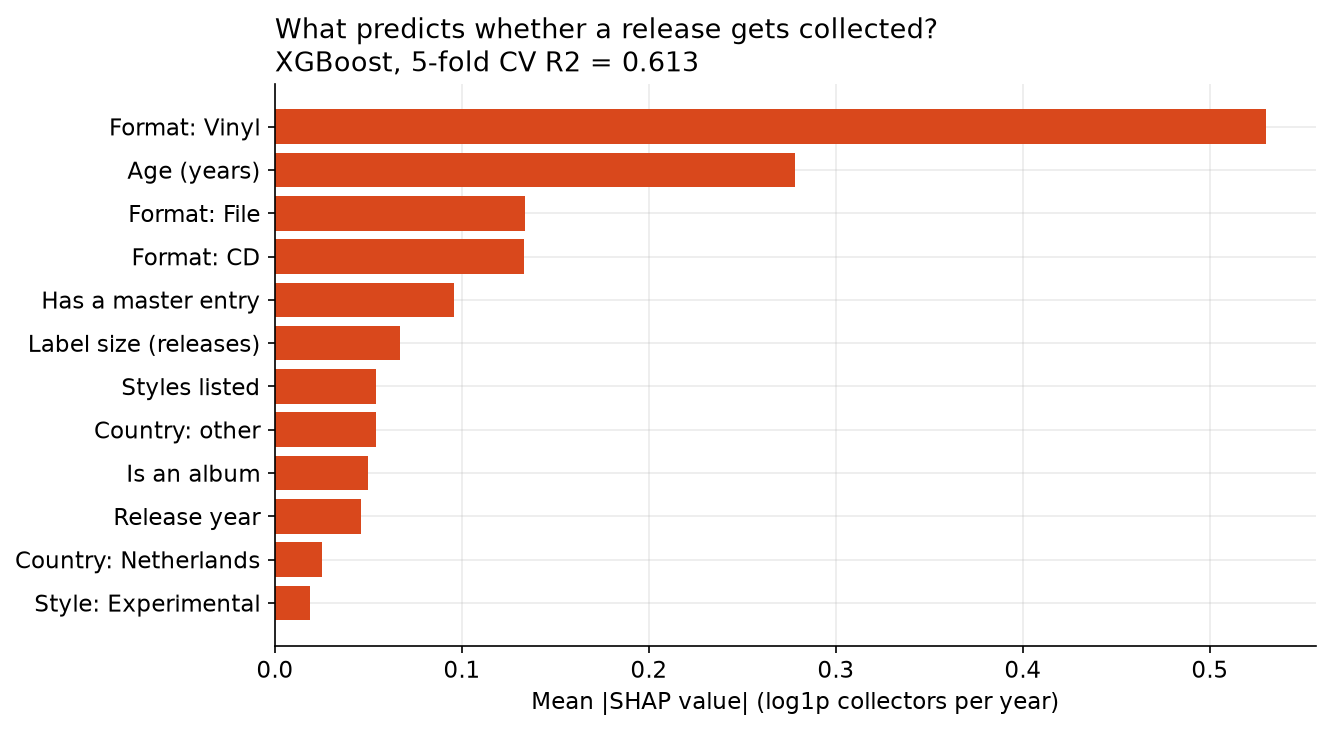 What predicts whether a release gets collected?
XGBoost, 5-fold CV R2 = 0.613
Format: Vinyl
Age (years)
Format: File
Format: CD
Has a master entry
Label size (releases)
Styles listed
Country: other
Is an album
Release year
Country: Netherlands
Style: Experimental
0.0 0.1 0.2 0.3 0.4 0.5
Mean |SHAP value| (log1p collectors per year)